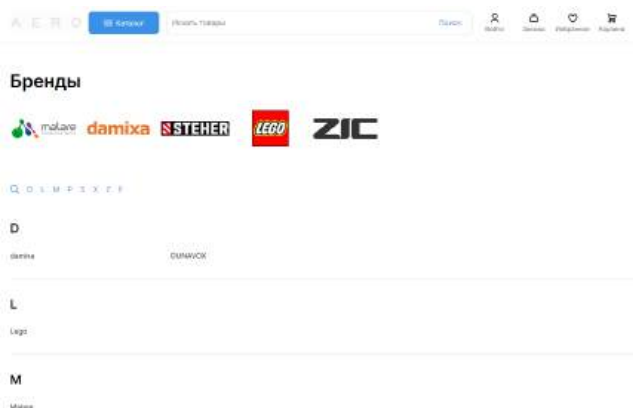 AERO Каталог Искать товары Поиск Войти Заказы Избранное Корзина
Бренды
malare damixa STEHER LEGO ZIC
D L M P S X Z
D
damixa DUNAVOX
L
Lego
M
Malare